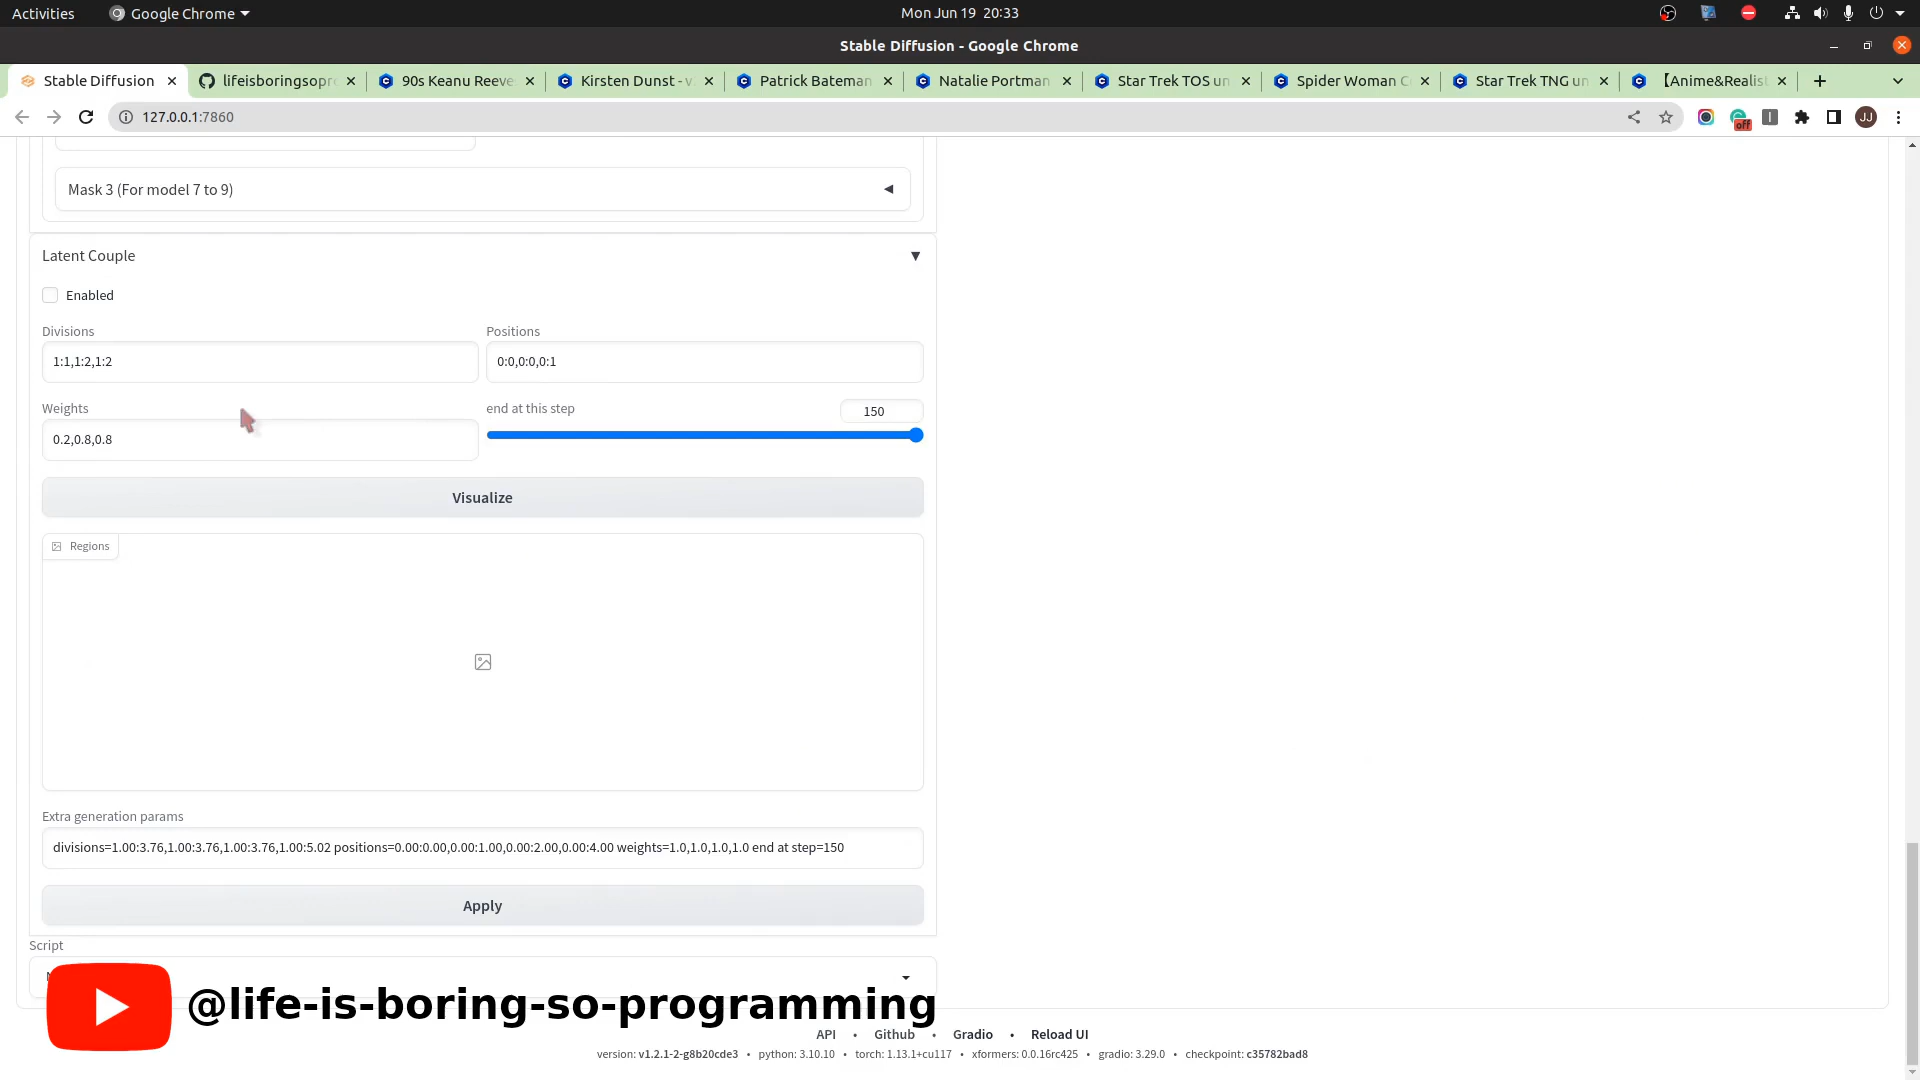 Activities
Google Chrome
Mon Jun 19 20:33
Stable Diffusion - Google Chrome
Stable Diffusion
lifeisboringsopr
90s Keanu Reeve
Kirsten Dunst - v
Patrick Bateman
Natalie Portman
Star Trek TOS un
Spider Woman C
Star Trek TNG un
【Anime&Realist
127.0.0.1:7860
off
JJ
Mask 3 (For model 7 to 9)
Latent Couple
Enabled
Divisions
Positions
1:1,1:2,1:2
0:0,0:0,0:1
Weights
end at this step
150
0.2,0.8,0.8
Visualize
Regions
Extra generation params
divisions=1.00:3.76,1.00:3.76,1.00:3.76,1.00:5.02 positions=0.00:0.00,0.00:1.00,0.00:2.00,0.00:4.00 weights=1.0,1.0,1.0,1.0 end at step=150
Apply
Script
@life-is-boring-so-programming
API • Github • Gradio • Reload UI
version: v1.2.1-2-g8b20cde3 • python: 3.10.10 • torch: 1.13.1+cu117 • xformers: 0.0.16rc425 • gradio: 3.29.0 • checkpoint: c35782bad8